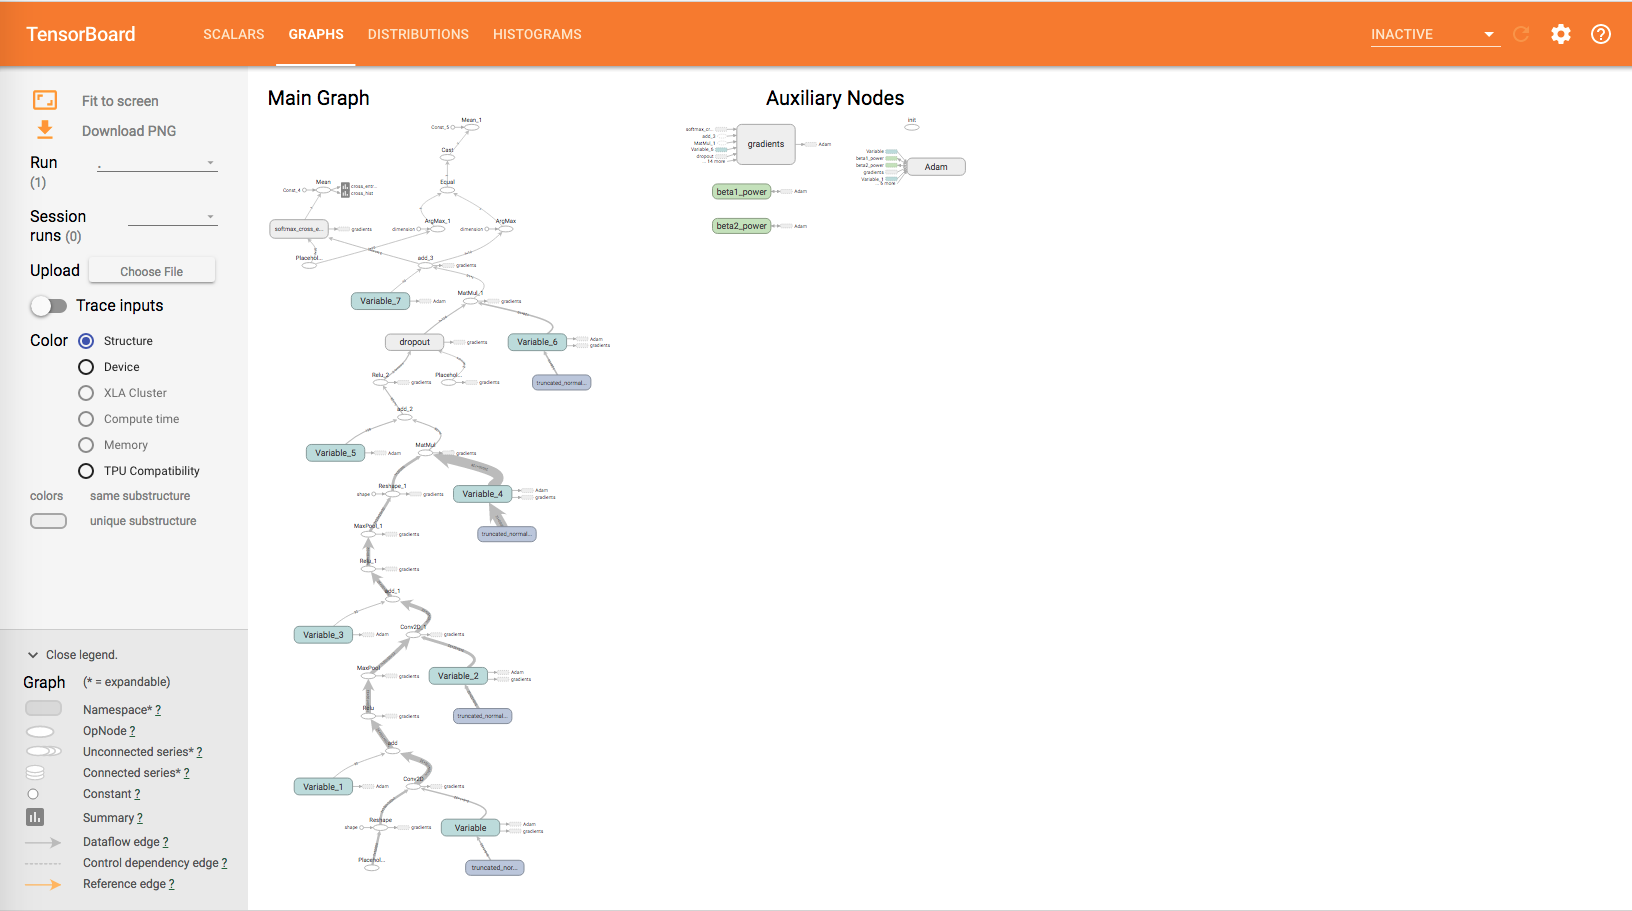 TensorBoard
SCALARS
GRAPHS
DISTRIBUTIONS
HISTOGRAMS
INACTIVE
Fit to screen
Download PNG
Run
(1)
Session
runs (0)
Upload
Choose File
Trace inputs
Color
Structure
Device
XLA Cluster
Compute time
Memory
TPU Compatibility
colors
same substructure
unique substructure
Close legend.
Graph
(* = expandable)
Namespace* ?
OpNode ?
Unconnected series* ?
Connected series* ?
Constant ?
Summary ?
Dataflow edge ?
Control dependency edge ?
Reference edge ?
Main Graph
Mean_1
Const_5
Cast
Mean
Const_4
cross_entr...
cross_hist
Equal
softmax_cross_e...
gradients
ArgMax_1
dimension
ArgMax
dimension
Placehol...
add_3
gradients
Variable_7
Adam
MatMul_1
gradients
dropout
gradients
Variable_6
Adam
gradients
Relu_2
gradients
Placehol...
gradients
truncated_normal...
add_2
Variable_5
Adam
MatMul
gradients
Reshape_1
shape
gradients
Variable_4
Adam
gradients
MaxPool_1
gradients
truncated_normal...
Relu_1
gradients
add_1
Variable_3
Adam
Conv2D_1
gradients
MaxPool
gradients
Variable_2
Adam
gradients
Relu
gradients
truncated_normal...
add
Variable_1
Adam
Conv2D
gradients
Reshape
shape
gradients
Variable
Adam
gradients
Placehol...
truncated_nor...
Auxiliary Nodes
softmax_cr...
add_3
MatMul_1
Variable_6
dropout
... 14 more
gradients
Adam
init
Variable
beta1_power
beta2_power
gradients
Variable_1
... 5 more
Adam
beta1_power
Adam
beta2_power
Adam